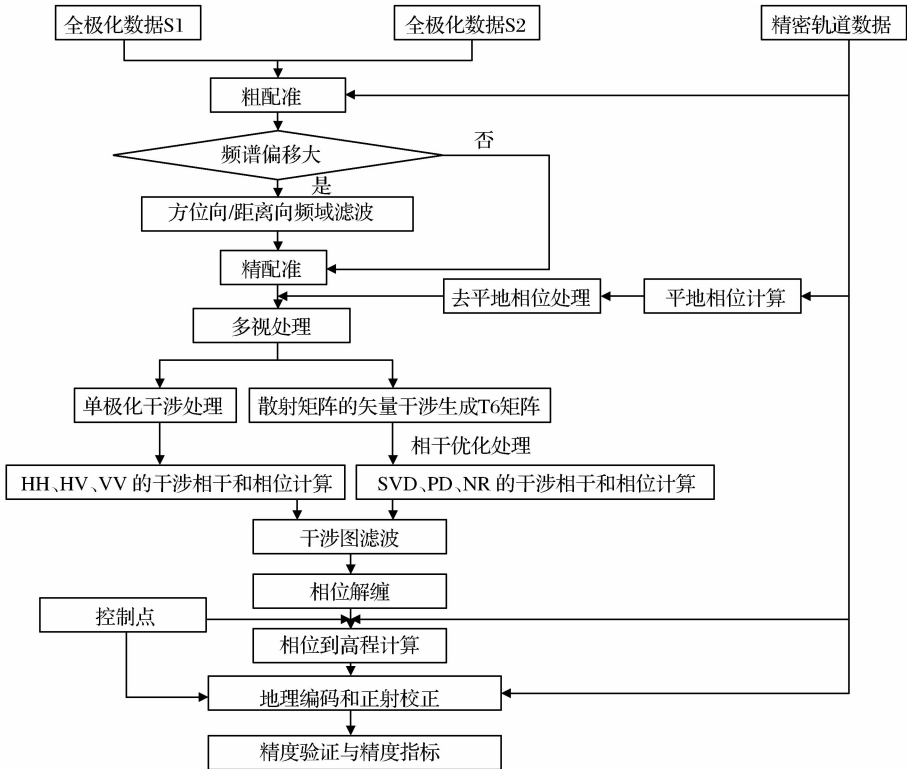 全极化数据S1
全极化数据S2
精密轨道数据
粗配准
频谱偏移大
否
是
方位向/距离向频域滤波
精配准
去平地相位处理
平地相位计算
多视处理
单极化干涉处理
散射矩阵的矢量干涉生成T6矩阵
相干优化处理
HH、HV、VV 的干涉相干和相位计算
SVD、PD、NR 的干涉相干和相位计算
干涉图滤波
相位解缠
控制点
相位到高程计算
地理编码和正射校正
精度验证与精度指标